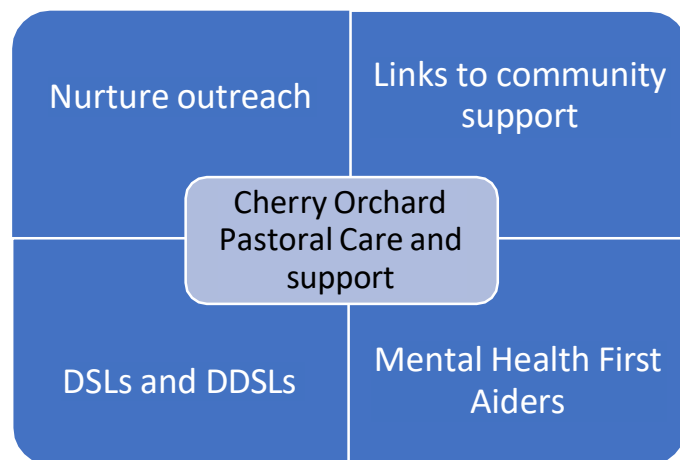 Nurture outreach
Links to community
support
Cherry Orchard
Pastoral Care and
support
DSLs and DDSLs
Mental Health First
Aiders